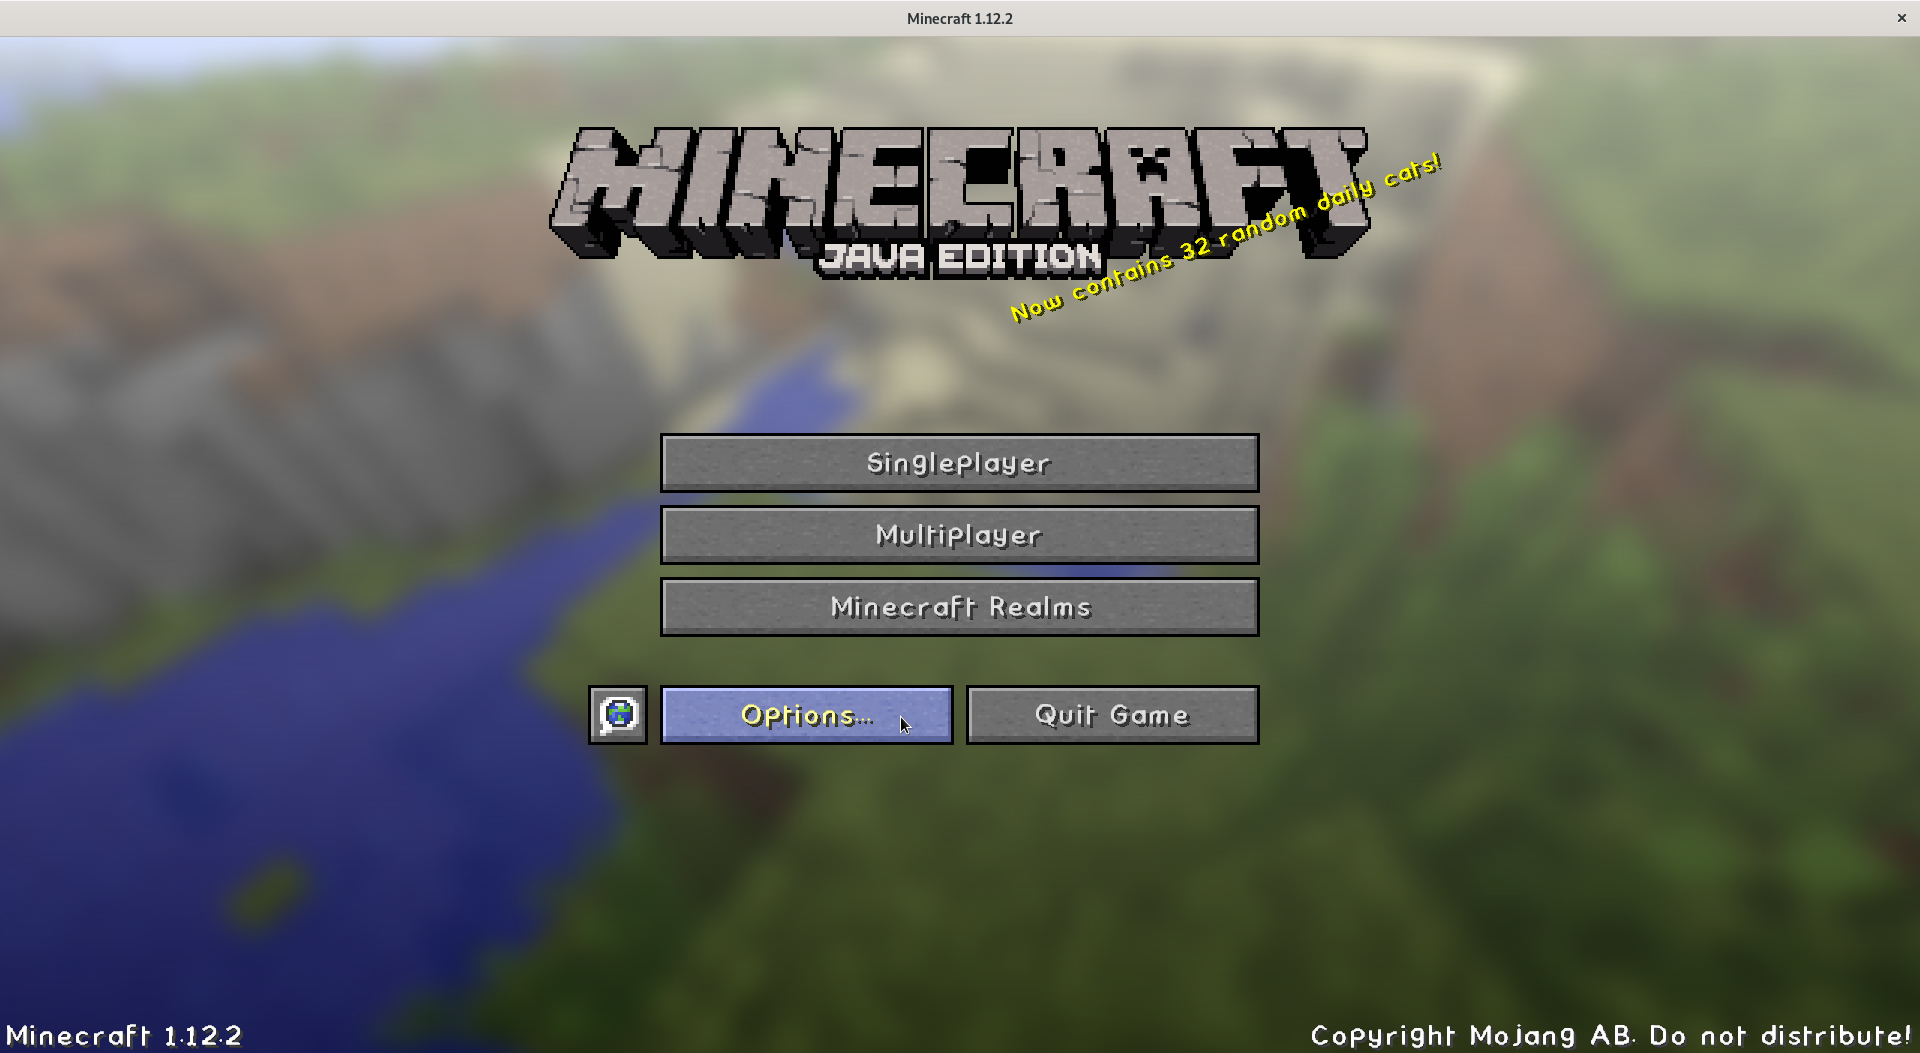 Minecraft 1.12.2
×
MINECRAFT
JAVA EDITION
Now contains 32 random daily cats!
Singleplayer
Multiplayer
Minecraft Realms
Options...
Quit Game
Minecraft 1.12.2
Copyright Mojang AB. Do not distribute!